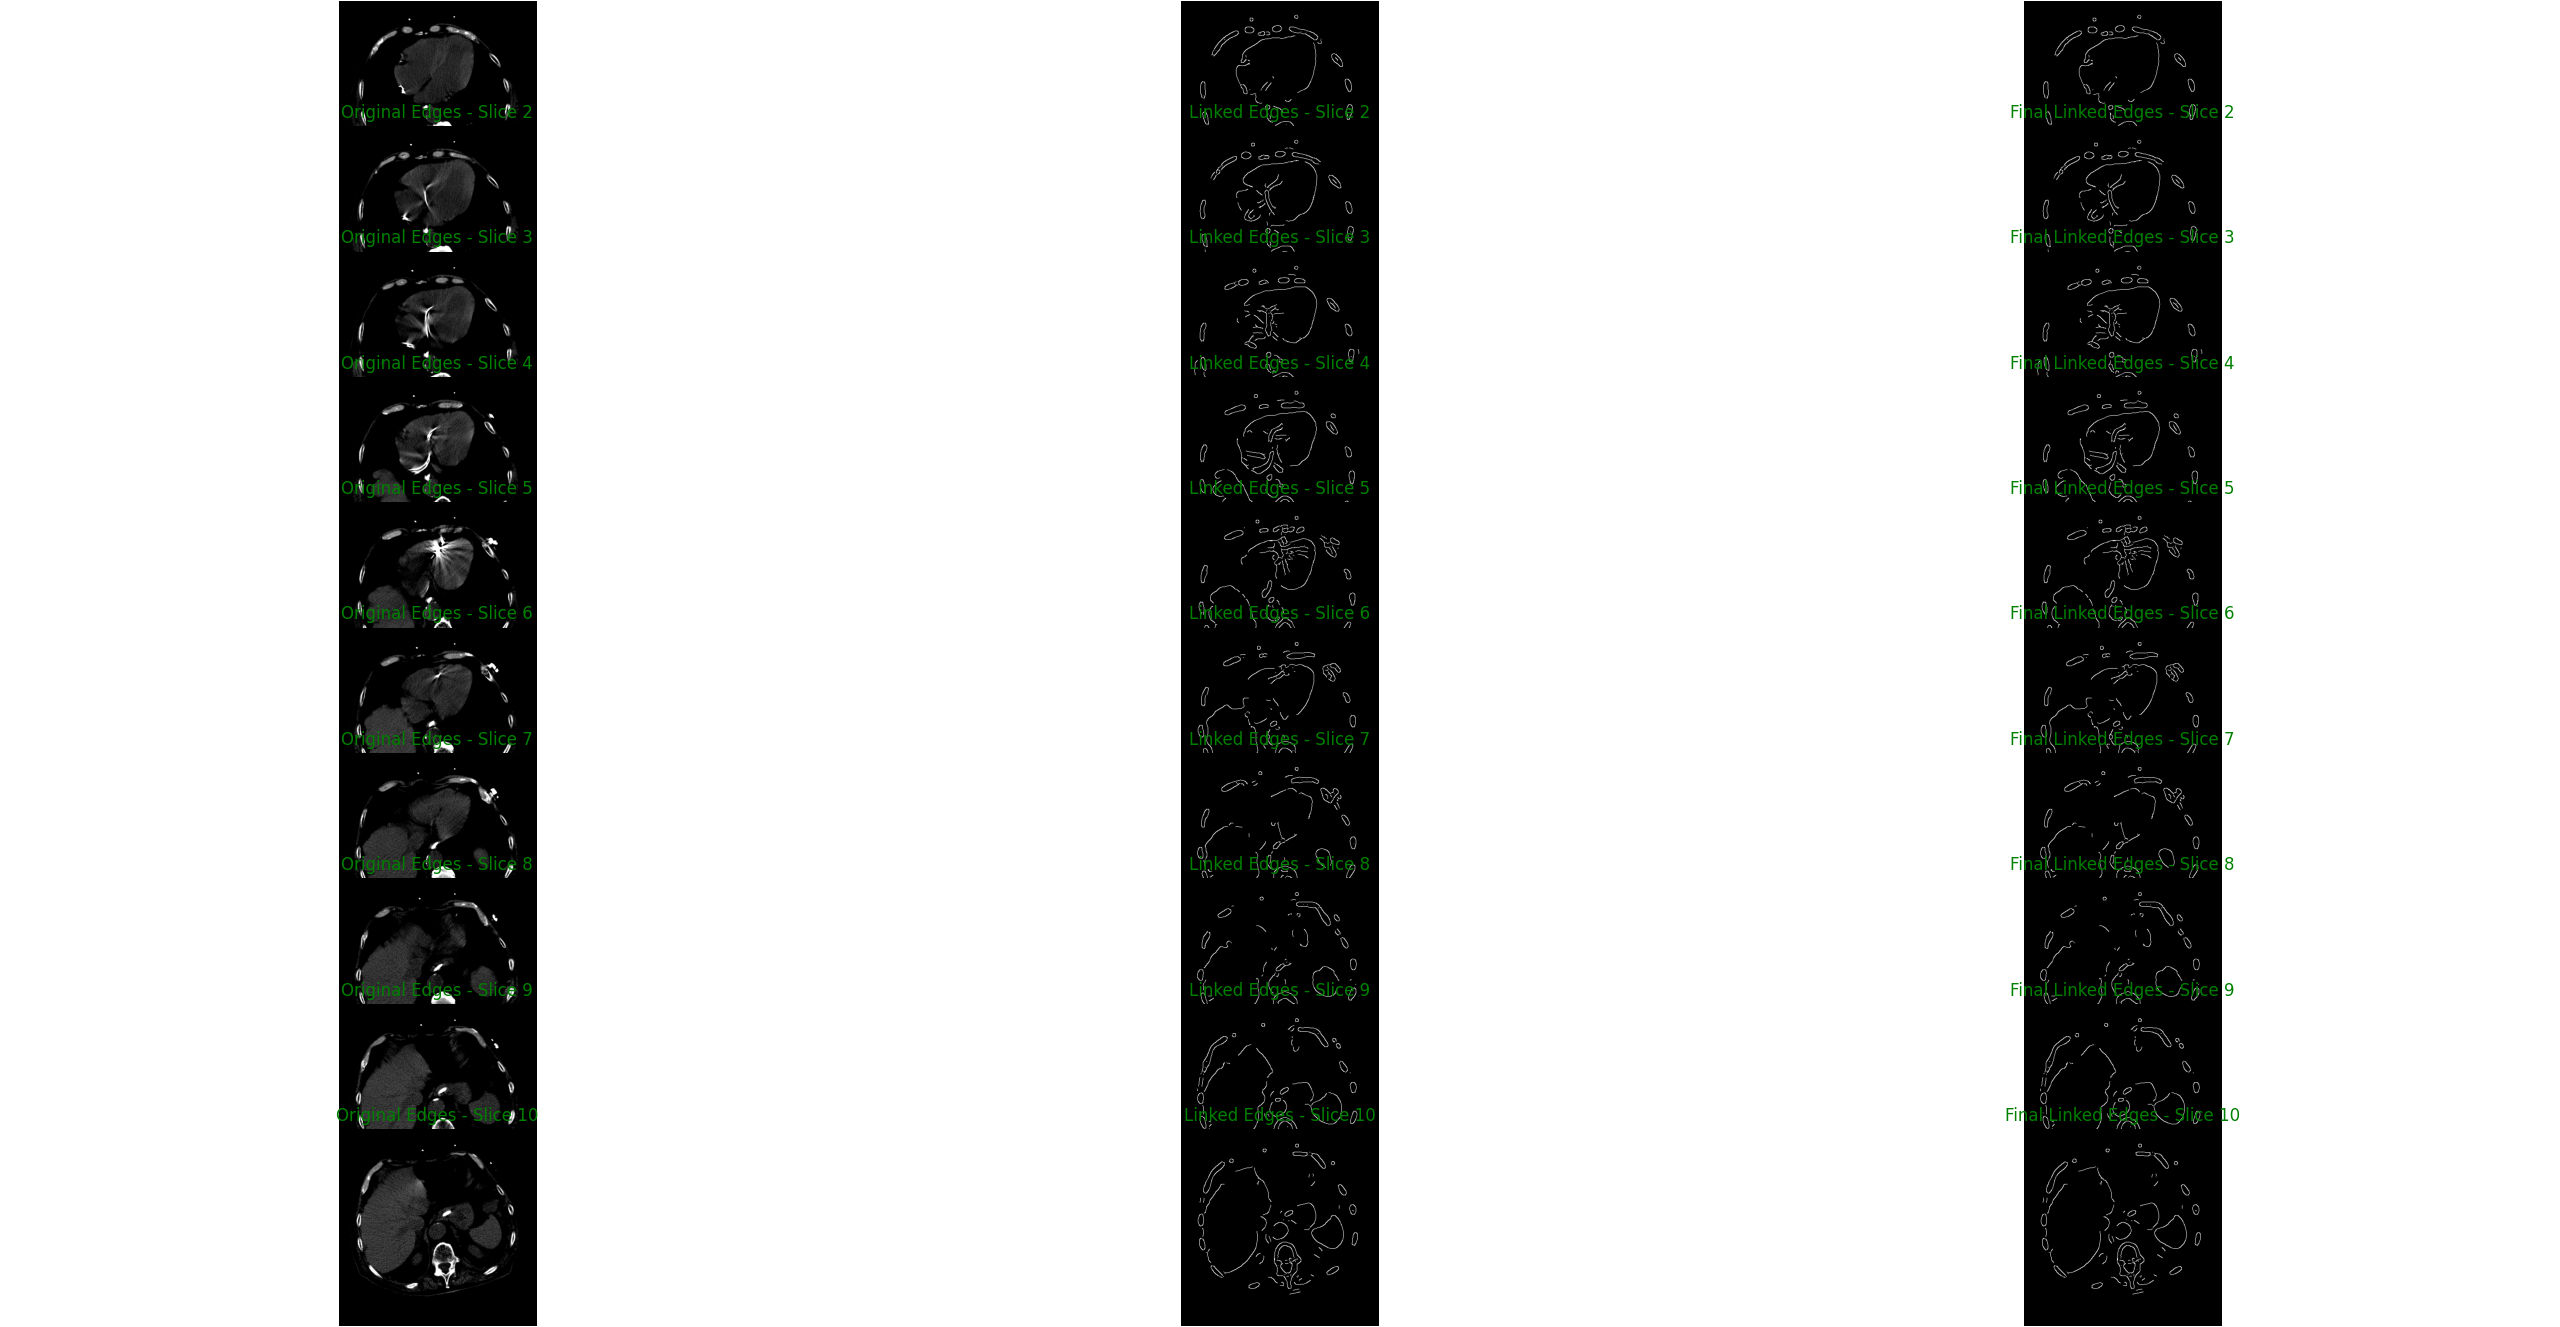 Original Edges - Slice 2
Linked Edges - Slice 2
Final Linked Edges - Slice 2
Original Edges - Slice 3
Linked Edges - Slice 3
Final Linked Edges - Slice 3
Original Edges - Slice 4
Linked Edges - Slice 4
Final Linked Edges - Slice 4
Original Edges - Slice 5
Linked Edges - Slice 5
Final Linked Edges - Slice 5
Original Edges - Slice 6
Linked Edges - Slice 6
Final Linked Edges - Slice 6
Original Edges - Slice 7
Linked Edges - Slice 7
Final Linked Edges - Slice 7
Original Edges - Slice 8
Linked Edges - Slice 8
Final Linked Edges - Slice 8
Original Edges - Slice 9
Linked Edges - Slice 9
Final Linked Edges - Slice 9
Original Edges - Slice 10
Linked Edges - Slice 10
Final Linked Edges - Slice 10